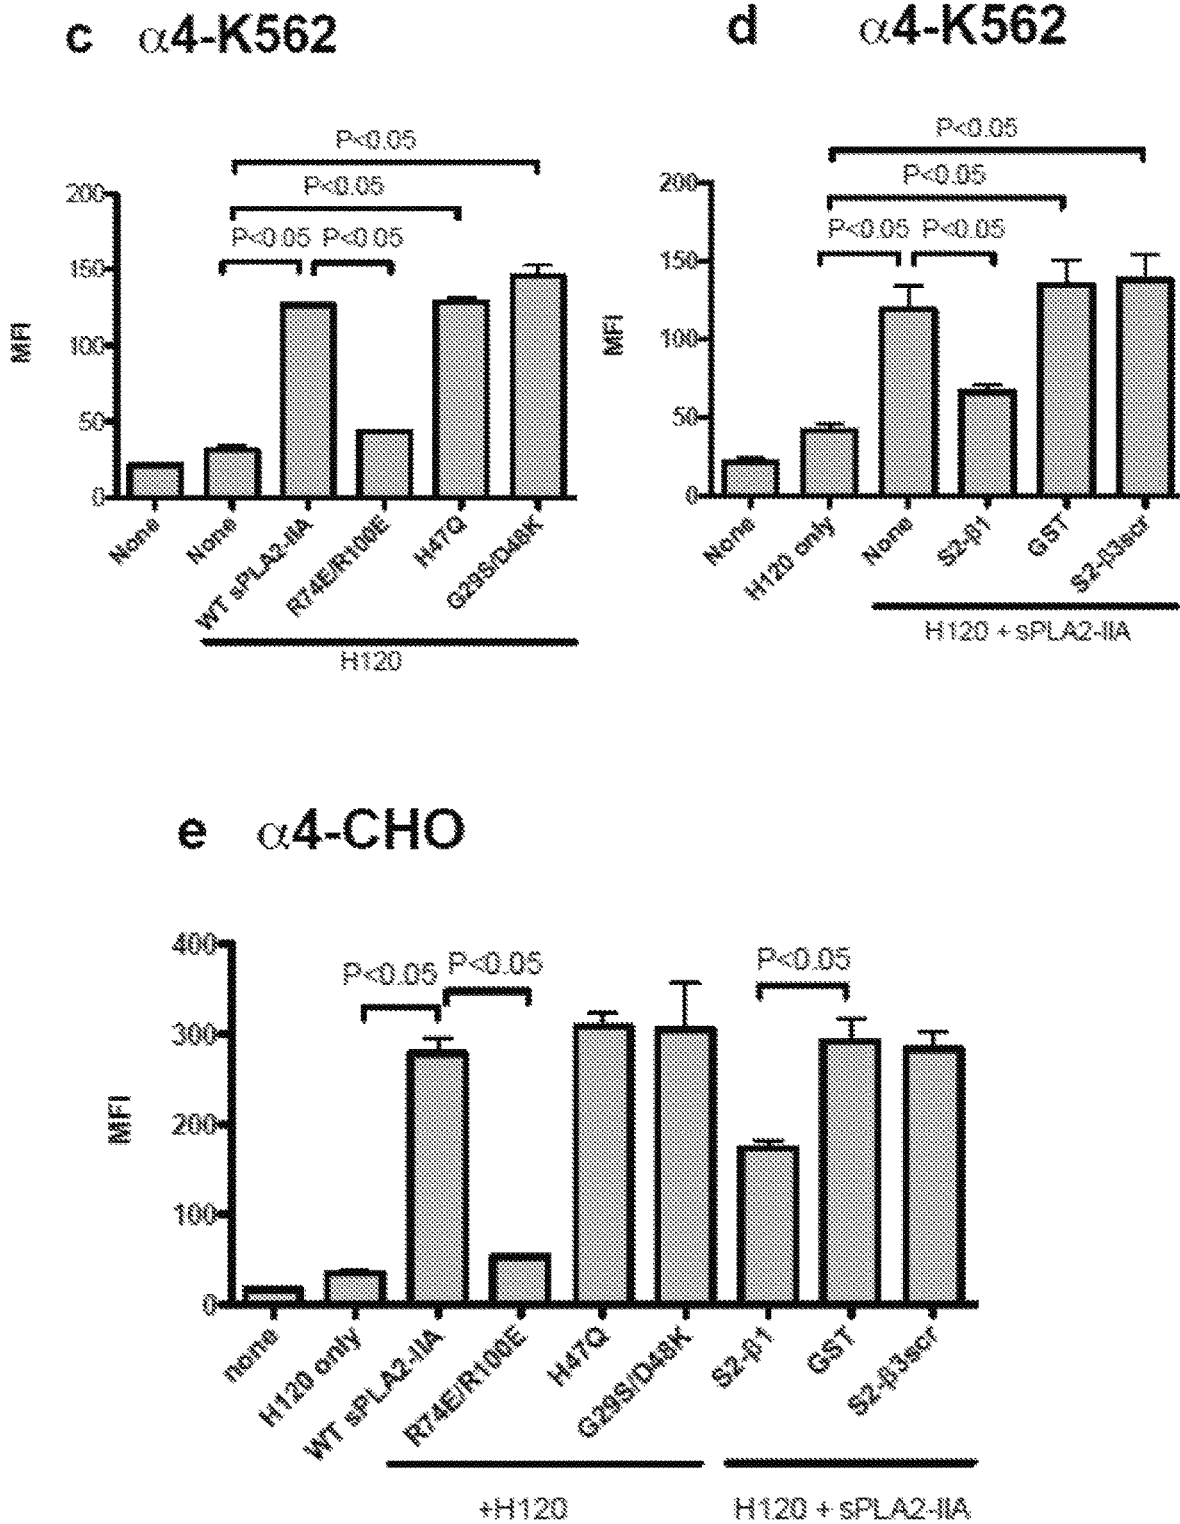 c α4-K562
P<0.05
P<0.05
P<0.05 P<0.05
200
150
100
50
0
MFI
None
None
WT sPLA2-IIA
R74E/R100E
H47Q
G29S/D48K
H120
d α4-K562
P<0.05
P<0.05
P<0.05 P<0.05
200
150
100
50
0
MFI
None
H120 only
None
S2-β1
GST
S2-β3scr
H120 + sPLA2-IIA
e α4-CHO
P<0.05 P<0.05 P<0.05
400
300
200
100
0
MFI
none
H120 only
WT sPLA2-IIA
R74E/R100E
H47Q
G29S/D48K
S2-β1
GST
S2-β3scr
+H120
H120 + sPLA2-IIA